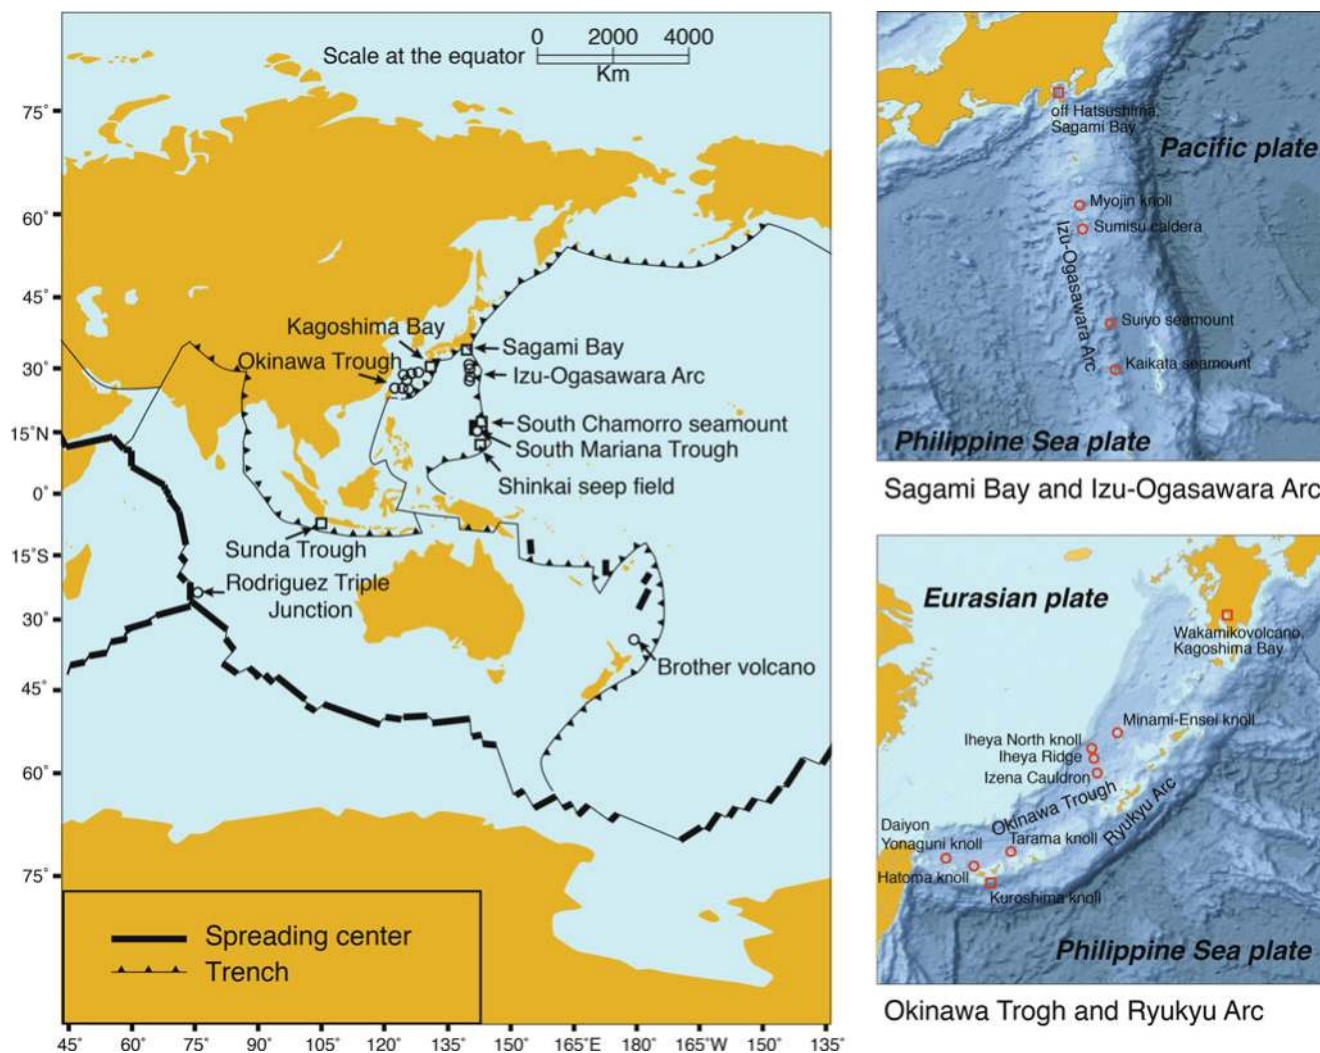 Scale at the equator
0 2000 4000
Km
75°
60°
45°
30°
15°N
0°
15°S
30°
45°
60°
75°
Kagoshima Bay
Okinawa Trough
Sagami Bay
Izu-Ogasawara Arc
South Chamorro seamount
South Mariana Trough
Shinkai seep field
Sunda Trough
Rodriguez Triple
Junction
Brother volcano
Spreading center
Trench
45° 60° 75° 90° 105° 120° 135° 150° 165°E 180° 165°W 150° 135°
off Hatsushima,
Sagami Bay
Pacific plate
Myojin knoll
Sumisu caldera
Izu-Ogasawara Arc
Suiyo seamount
Kaikata seamount
Philippine Sea plate
Sagami Bay and Izu-Ogasawara Arc
Eurasian plate
Wakamikovolcano,
Kagoshima Bay
Minami-Ensei knoll
Iheya North knoll
Iheya Ridge
Izena Cauldron
Okinawa Trough
Ryukyu Arc
Daiyon
Yonaguni knoll
Tarama knoll
Hatoma knoll
Kuroshima knoll
Philippine Sea plate
Okinawa Trogh and Ryukyu Arc